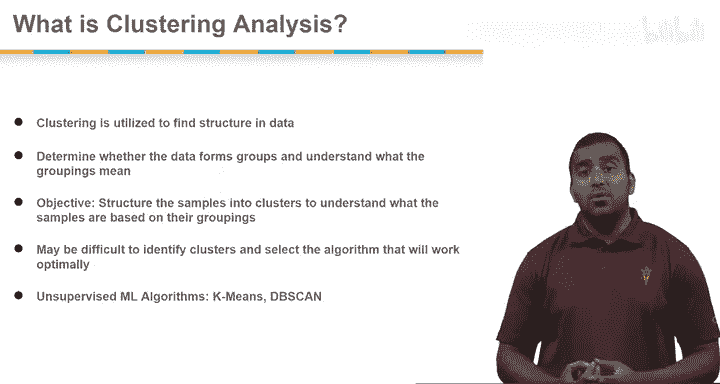 What is Clustering Analysis?
Clustering is utilized to find structure in data
Determine whether the data forms groups and understand what the
groupings mean
Objective: Structure the samples into clusters to understand what the
samples are based on their groupings
May be difficult to identify clusters and select the algorithm that will work
optimally
Unsupervised ML Algorithms: K-Means, DBSCAN